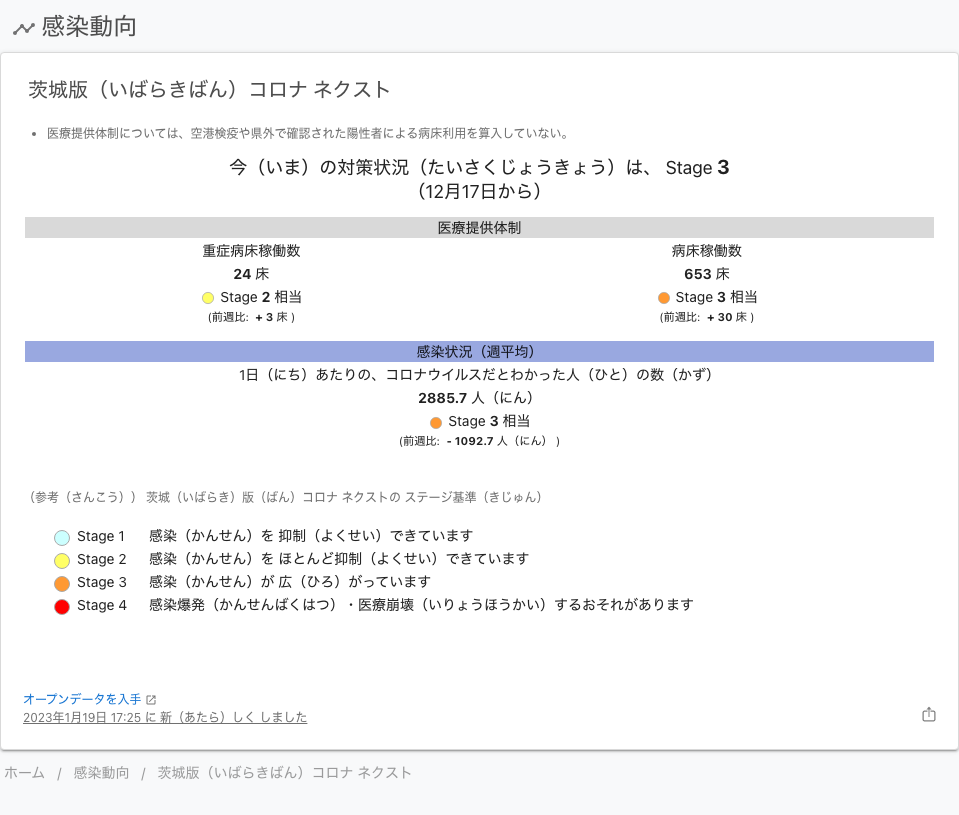 感染動向
茨城版（いばらきばん）コロナ ネクスト
• 医療提供体制については、空港検疫や県外で確認された陽性者による病床利用を算入していない。
今（いま）の対策状況（たいさくじょうきょう）は、 Stage 3
（12月17日から）
医療提供体制
重症病床稼働数
24 床
Stage 2 相当
(前週比: + 3 床 )
病床稼働数
653 床
Stage 3 相当
(前週比: + 30 床 )
感染状況（週平均）
1日（にち）あたりの、コロナウイルスだとわかった人（ひと）の数（かず）
2885.7 人（にん）
Stage 3 相当
(前週比: - 1092.7 人（にん） )
（参考（さんこう）） 茨城（いばらき）版（ばん）コロナ ネクストの ステージ基準（きじゅん）
Stage 1 感染（かんせん）を 抑制（よくせい）できています
Stage 2 感染（かんせん）を ほとんど抑制（よくせい）できています
Stage 3 感染（かんせん）が 広（ひろ）がっています
Stage 4 感染爆発（かんせんばくはつ）・医療崩壊（いりょうほうかい）するおそれがあります
オープンデータを入手
2023年1月19日 17:25 に 新（あたら）しく しました
ホーム / 感染動向 / 茨城版（いばらきばん）コロナ ネクスト